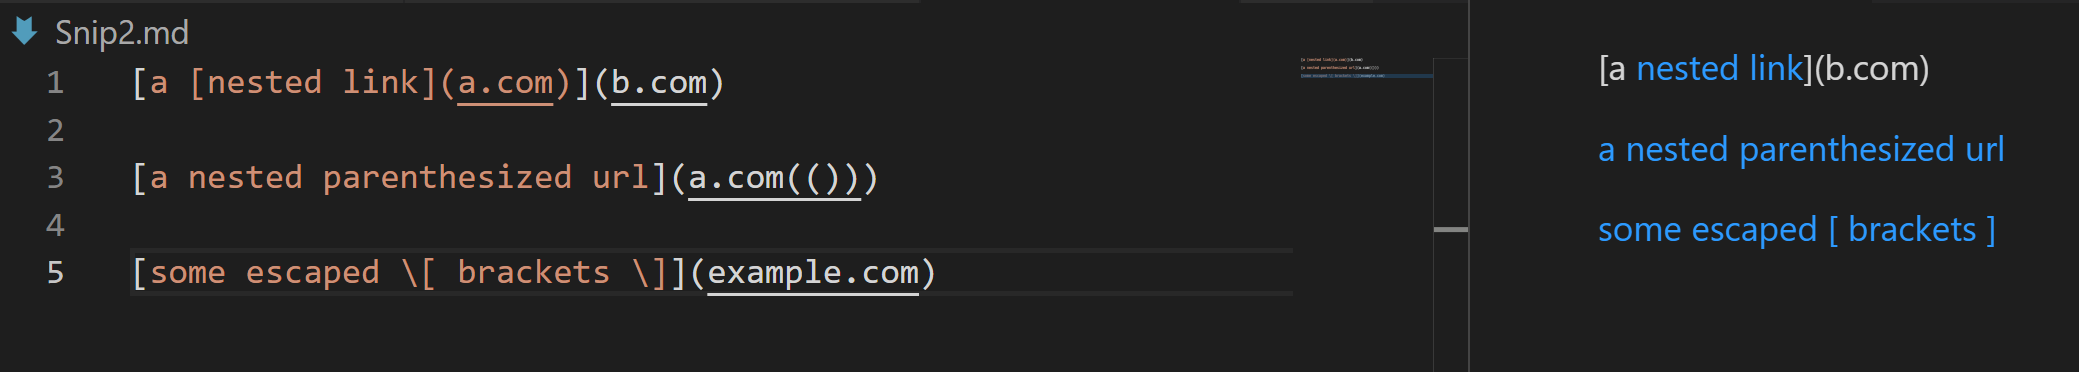 Snip2.md
1 [a [nested link](a.com)](b.com)
2
3 [a nested parenthesized url](a.com(()))
4
5 [some escaped \[ brackets \]](example.com)
[a nested link](b.com)
a nested parenthesized url
some escaped [ brackets ]